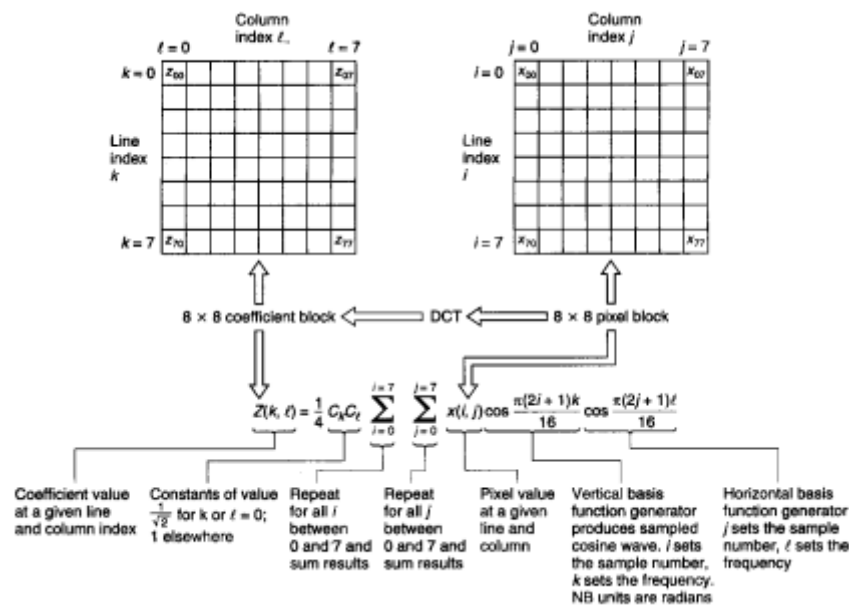 Column
index ℓ
Column
index j
ℓ = 0
ℓ = 7
j = 0
j = 7
k = 0
z₀₀
z₀₇
i = 0
x₀₀
x₀₇
Line
index
k
Line
index
i
k = 7
z₇₀
z₇₇
i = 7
x₇₀
x₇₇
8 × 8 coefficient block
DCT
8 × 8 pixel block
Z(k, ℓ) = 1/4 CₖCℓ ∑ (i = 0 to i = 7) ∑ (j = 0 to j = 7) x(i, j) cos π(2i + 1)k/16 cos π(2j + 1)ℓ/16
Coefficient value
at a given line
and column index
Constants of value
1/√2 for k or ℓ = 0;
1 elsewhere
Repeat
for all i
between
0 and 7 and
sum results
Repeat
for all j
between
0 and 7 and
sum results
Pixel value
at a given
line and
column
Vertical basis
function generator
produces sampled
cosine wave. i sets
the sample number,
k sets the frequency.
NB units are radians
Horizontal basis
function generator
j sets the sample
number, ℓ sets the
frequency